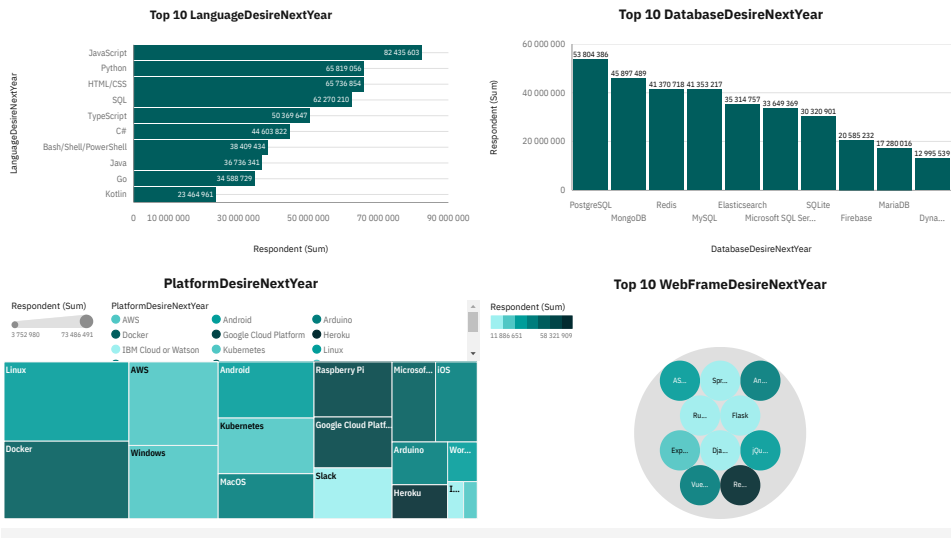 Top 10 LanguageDesireNextYear
LanguageDesireNextYear
JavaScript 82 435 603
Python 65 819 056
HTML/CSS 65 736 854
SQL 62 270 210
TypeScript 50 369 647
C# 44 603 822
Bash/Shell/PowerShell 38 409 434
Java 36 736 341
Go 34 588 729
Kotlin 23 464 961
0 10 000 000 30 000 000 50 000 000 70 000 000 90 000 000
Respondent (Sum)
Top 10 DatabaseDesireNextYear
Respondent (Sum)
60 000 000
40 000 000
20 000 000
0
53 804 386
45 897 489
41 370 718
41 353 217
35 314 757
33 649 369
30 320 901
20 585 232
17 280 016
12 995 539
PostgreSQL Redis Elasticsearch SQLite MariaDB
MongoDB MySQL Microsoft SQL Ser... Firebase Dyna...
DatabaseDesireNextYear
PlatformDesireNextYear
Respondent (Sum)
3 752 980 73 486 491
PlatformDesireNextYear
AWS Android Arduino
Docker Google Cloud Platform Heroku
IBM Cloud or Watson Kubernetes Linux
Linux
Docker
AWS
Windows
Android
Kubernetes
MacOS
Raspberry Pi
Google Cloud Platf...
Slack
Microsof...
iOS
Arduino
Wor...
Heroku
I...
Top 10 WebFrameDesireNextYear
Respondent (Sum)
11 886 651 58 321 909
AS... Spr... An...
Ru... Flask
Exp... Dja... jQu...
Vue... Re...